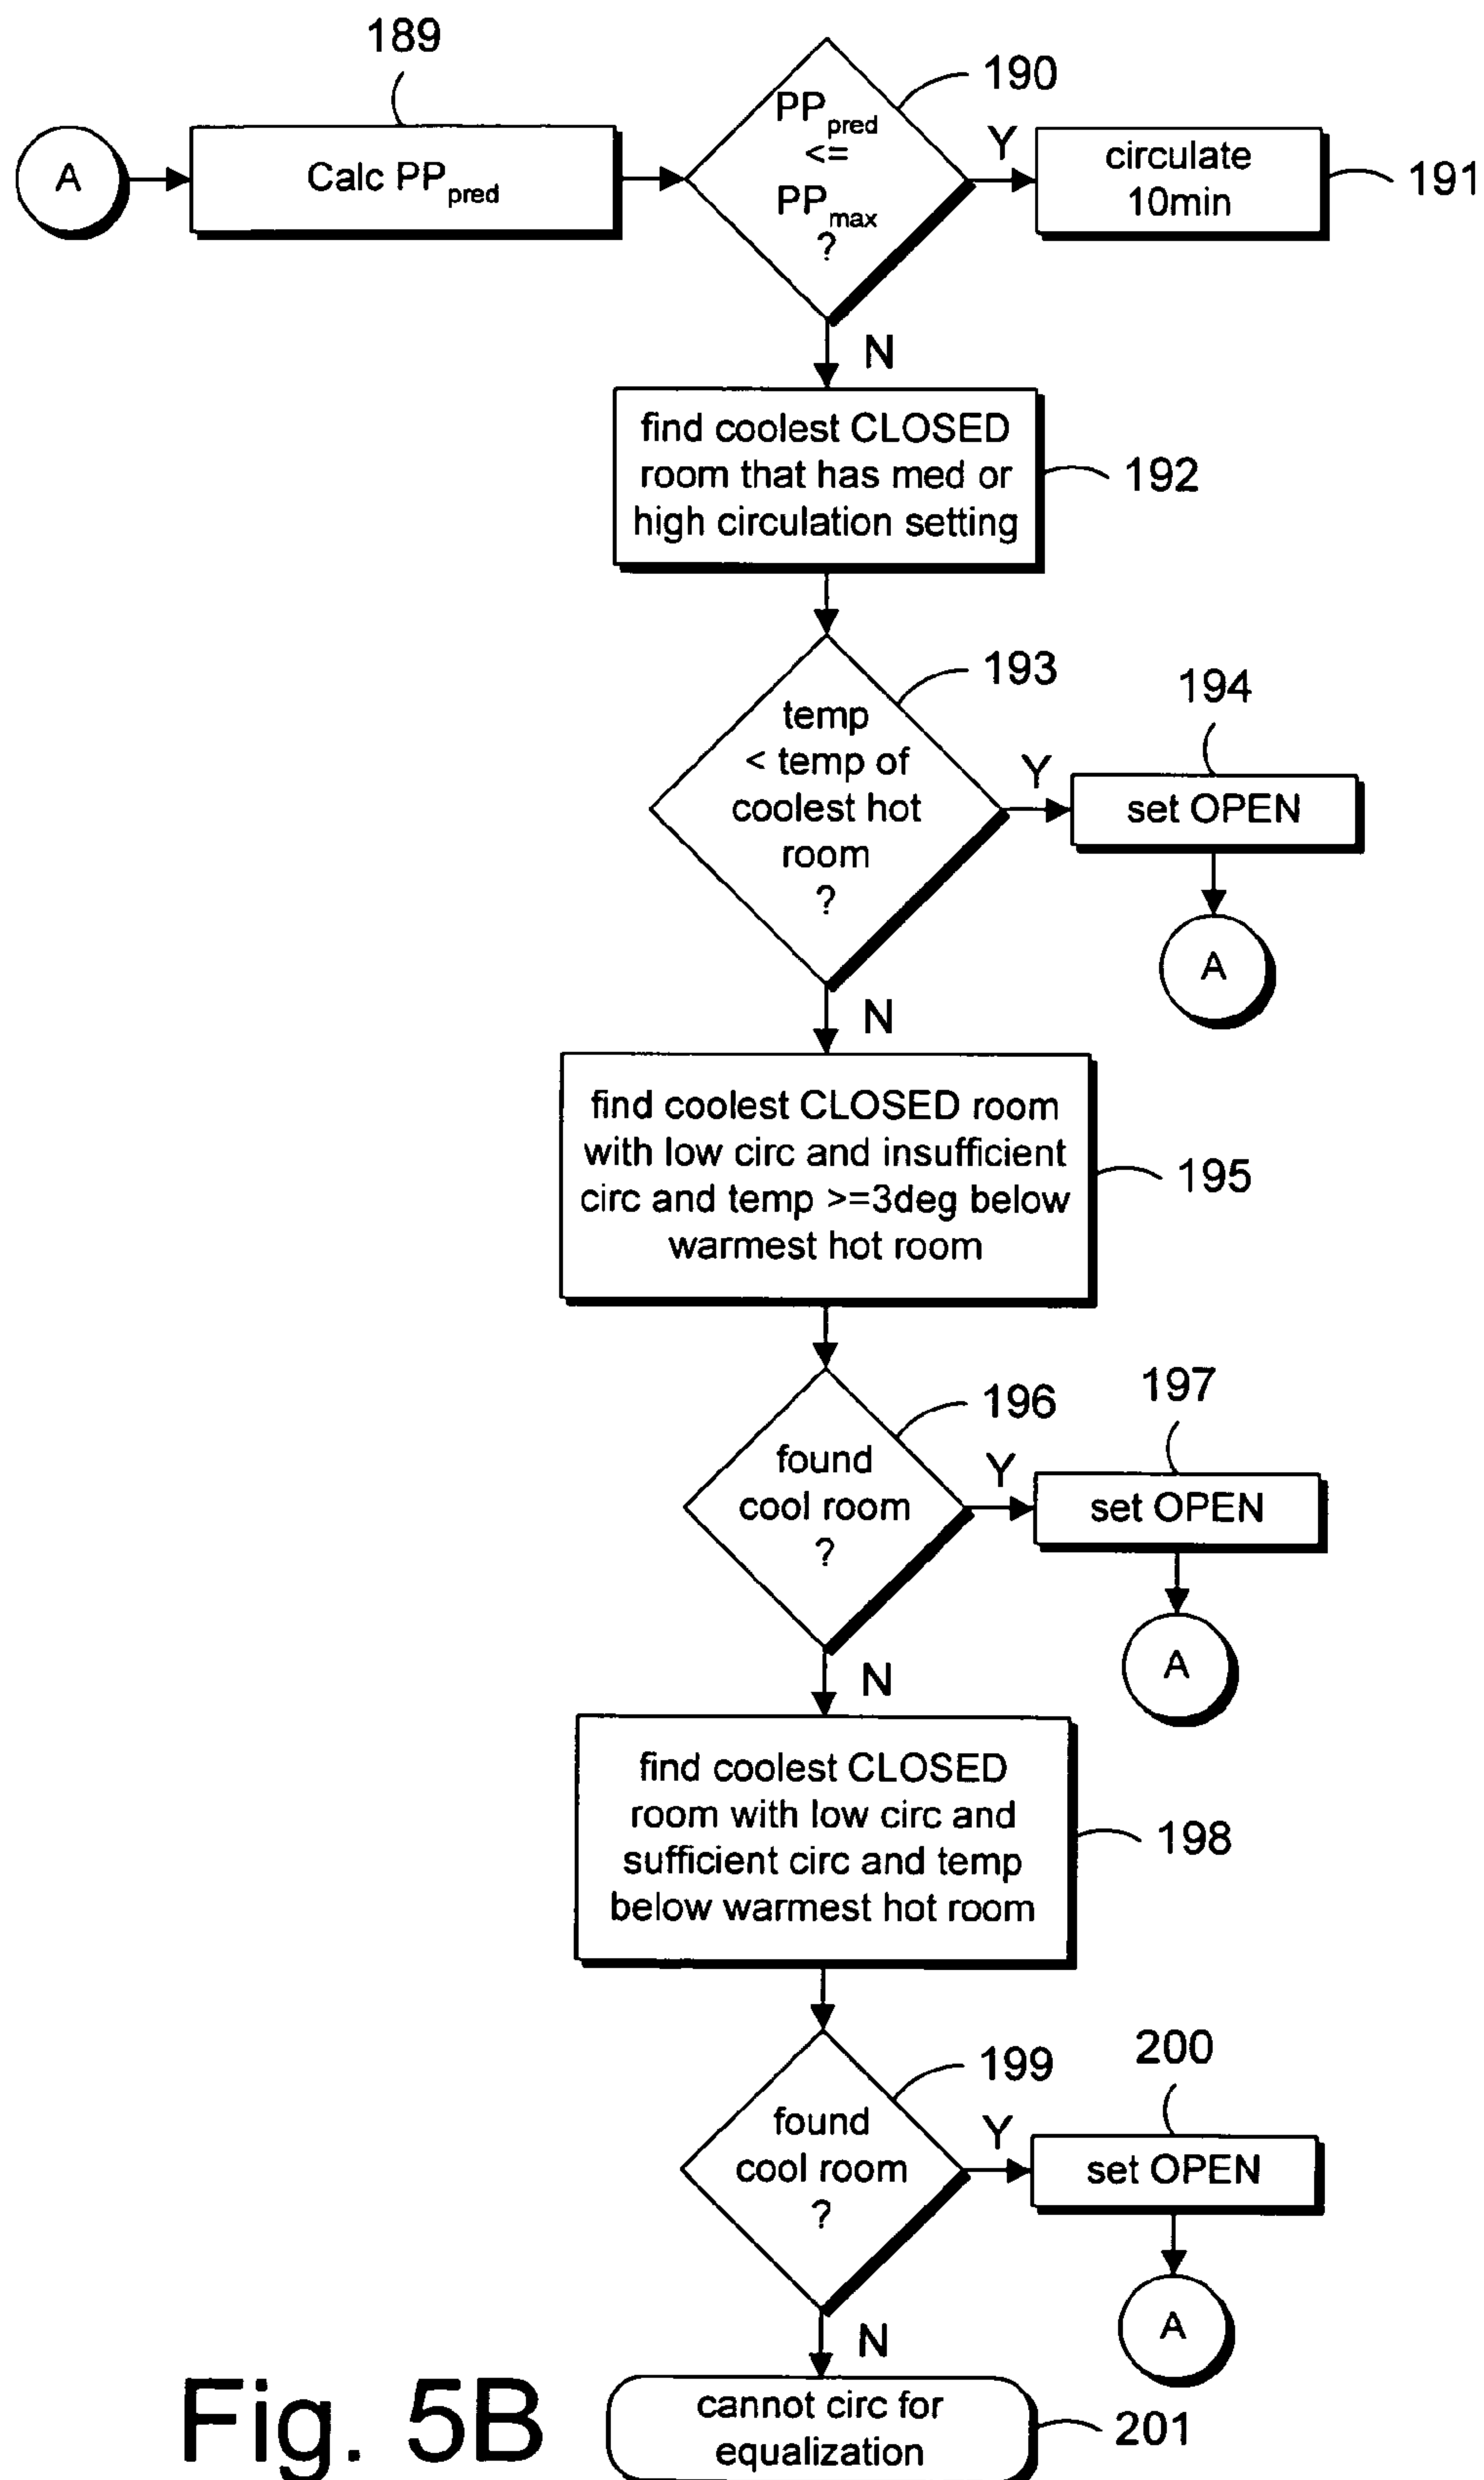 189
A
Calc PPpred
PPpred
<=
PPmax
?
190
Y
circulate
10min
191
N
find coolest CLOSED
room that has med or
high circulation setting
192
temp
< temp of
coolest hot
room
?
193
Y
194
set OPEN
A
N
find coolest CLOSED room
with low circ and insufficient
circ and temp >=3deg below
warmest hot room
195
found
cool room
?
196
Y
197
set OPEN
A
N
find coolest CLOSED
room with low circ and
sufficient circ and temp
below warmest hot room
198
found
cool room
?
199
Y
200
set OPEN
A
N
cannot circ for
equalization
201
Fig. 5B